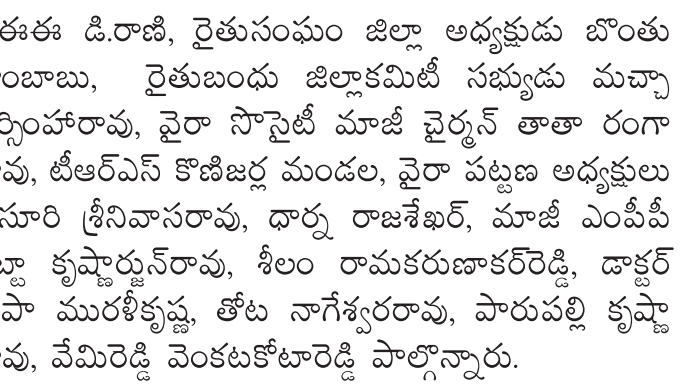 ఈఈ డి.రాణి, రైతుసంఘం జిల్లా అధ్యక్షుడు బొంతు
ంబాబు, రైతుబంధు జిల్లాకమిటీ సభ్యుడు మచ్చా
ర్సింహారావు, వైరా సొసైటీ మాజీ చైర్మన్ తాతా రంగా
వు, టీఆర్ఎస్ కొణిజర్ల మండల, వైరా పట్టణ అధ్యక్షులు
సూరి శ్రీనివాసరావు, ధార్న రాజశేఖర్, మాజీ ఎంపీపీ
బ్టా కృష్ణార్జున్‌రావు, శీలం రామకరుణాకర్‌రెడ్డి, డాక్టర్
పా మురళీకృష్ణ, తోట నాగేశ్వరరావు, పారుపల్లి కృష్ణా
వు, వేమిరెడ్డి వెంకటకోటారెడ్డి పాల్గొన్నారు.